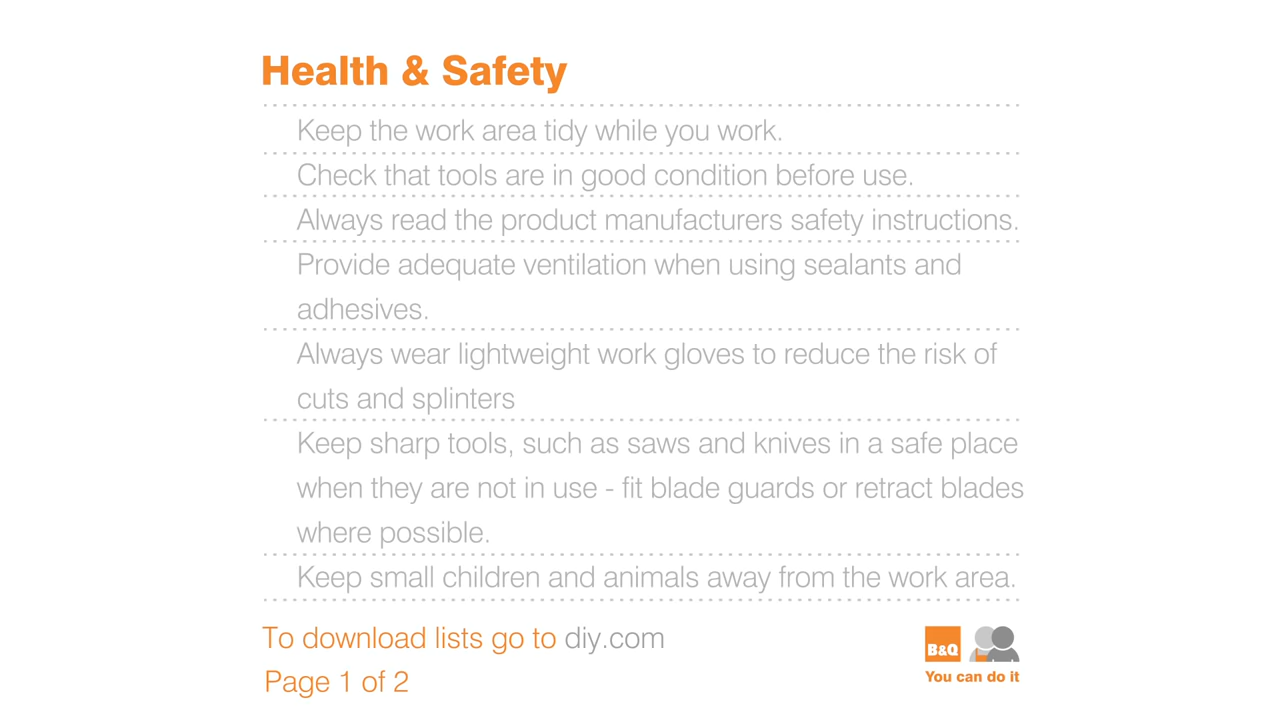 Health & Safety
Keep the work area tidy while you work.
Check that tools are in good condition before use.
Always read the product manufacturers safety instructions.
Provide adequate ventilation when using sealants and
adhesives.
Always wear lightweight work gloves to reduce the risk of
cuts and splinters
Keep sharp tools, such as saws and knives in a safe place
when they are not in use - fit blade guards or retract blades
where possible.
Keep small children and animals away from the work area.
To download lists go to diy.com
Page 1 of 2
B&Q
You can do it